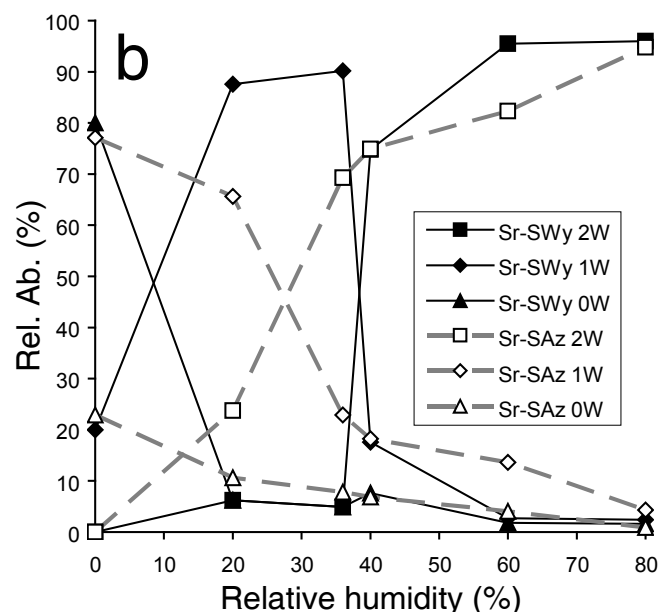 b
Rel. Ab. (%)
100
90
80
70
60
50
40
30
20
10
0
Sr-SWy 2W
Sr-SWy 1W
Sr-SWy 0W
Sr-SAz 2W
Sr-SAz 1W
Sr-SAz 0W
0 10 20 30 40 50 60 70 80
Relative humidity (%)